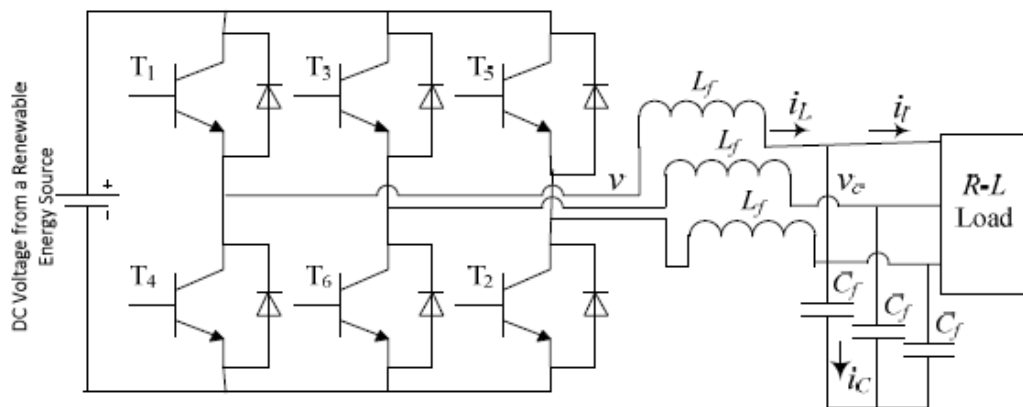 DC Voltage from a Renewable
Energy Source
+
-
T1
T3
T5
T4
T6
T2
v
Lf
Lf
Lf
iL
il
vc
R-L
Load
Cf
Cf
Cf
iC